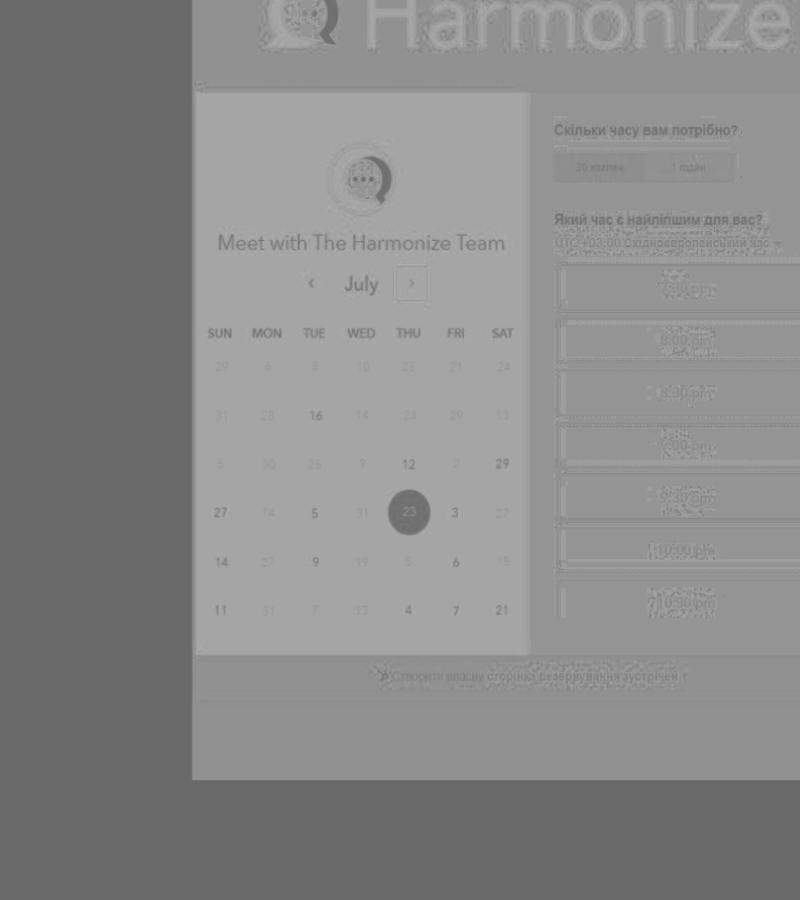 Harmonize
Meet with The Harmonize Team
‹ July ›
SUN MON TUE WED THU FRI SAT
29 6 8 10 23 21 24
31 28 16 14 24 29 13
5 30 25 9 12 2 29
27 14 5 31 23 3 27
14 27 9 19 5 6 15
11 31 7 13 4 7 21
Скільки часу вам потрібно?
30 хвилин 1 годин
Який час є найліпшим для вас?
UTC+03:00 Східноєвропейський час
7:30 pm
8:00 pm
8:30 pm
9:00 pm
9:30 pm
10:00 pm
10:30 pm
Створити власну сторінка резервування зустрічей